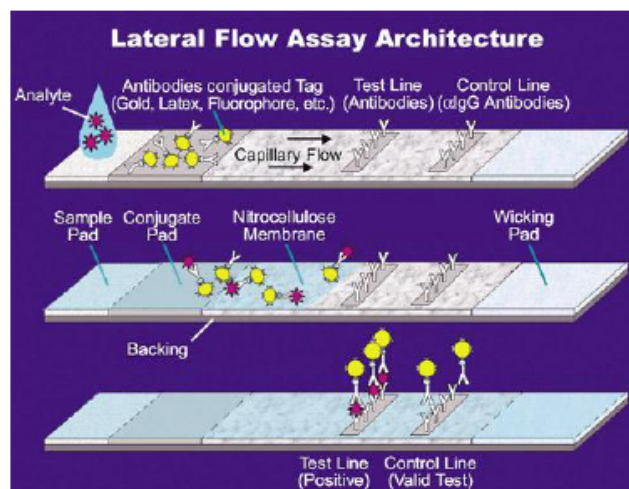 Lateral Flow Assay Architecture
Analyte
Antibodies conjugated Tag
(Gold, Latex, Fluorophore, etc.)
Test Line
(Antibodies)
Control Line
(αIgG Antibodies)
Capillary Flow
Sample
Pad
Conjugate
Pad
Nitrocellulose
Membrane
Wicking
Pad
Backing
Test Line
(Positive)
Control Line
(Valid Test)